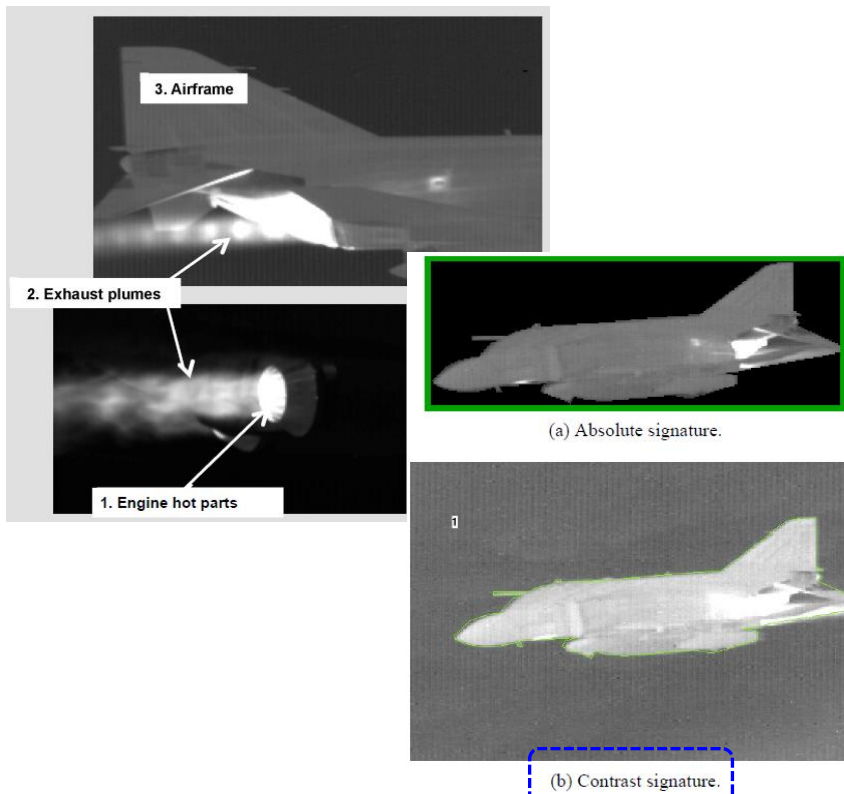 3. Airframe
2. Exhaust plumes
1. Engine hot parts
(a) Absolute signature.
1
(b) Contrast signature.